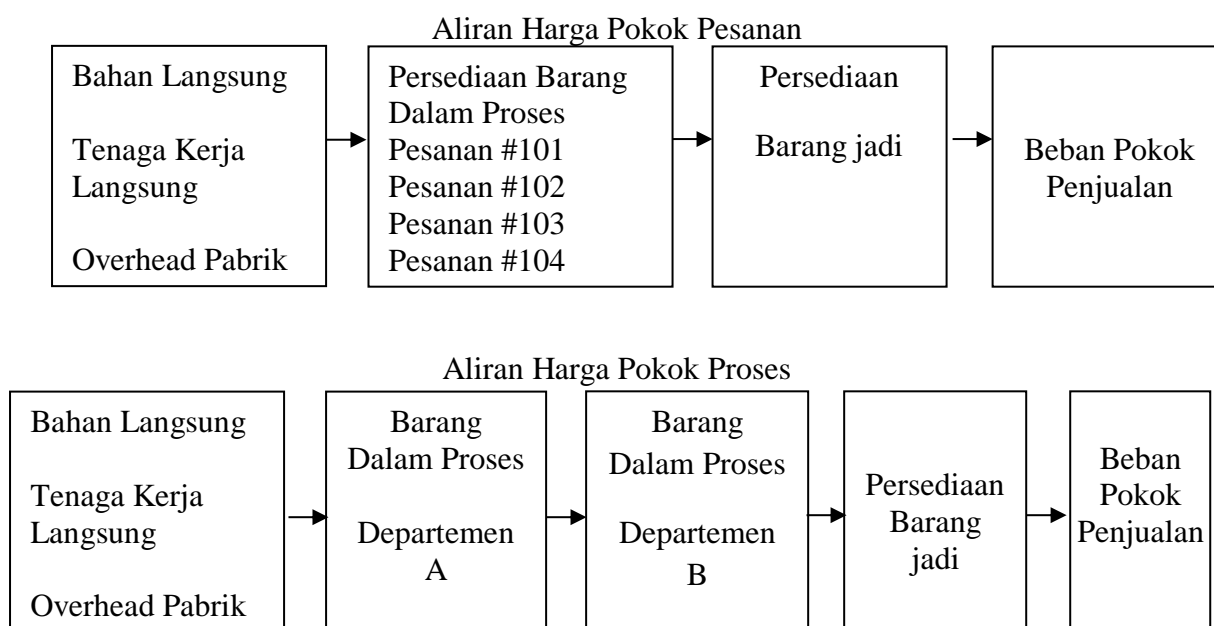 Aliran Harga Pokok Pesanan
Bahan Langsung
Tenaga Kerja
Langsung
Overhead Pabrik
Persediaan Barang
Dalam Proses
Pesanan #101
Pesanan #102
Pesanan #103
Pesanan #104
Persediaan
Barang jadi
Beban Pokok
Penjualan
Aliran Harga Pokok Proses
Bahan Langsung
Tenaga Kerja
Langsung
Overhead Pabrik
Barang
Dalam Proses
Departemen
A
Barang
Dalam Proses
Departemen
B
Persediaan
Barang
jadi
Beban
Pokok
Penjualan